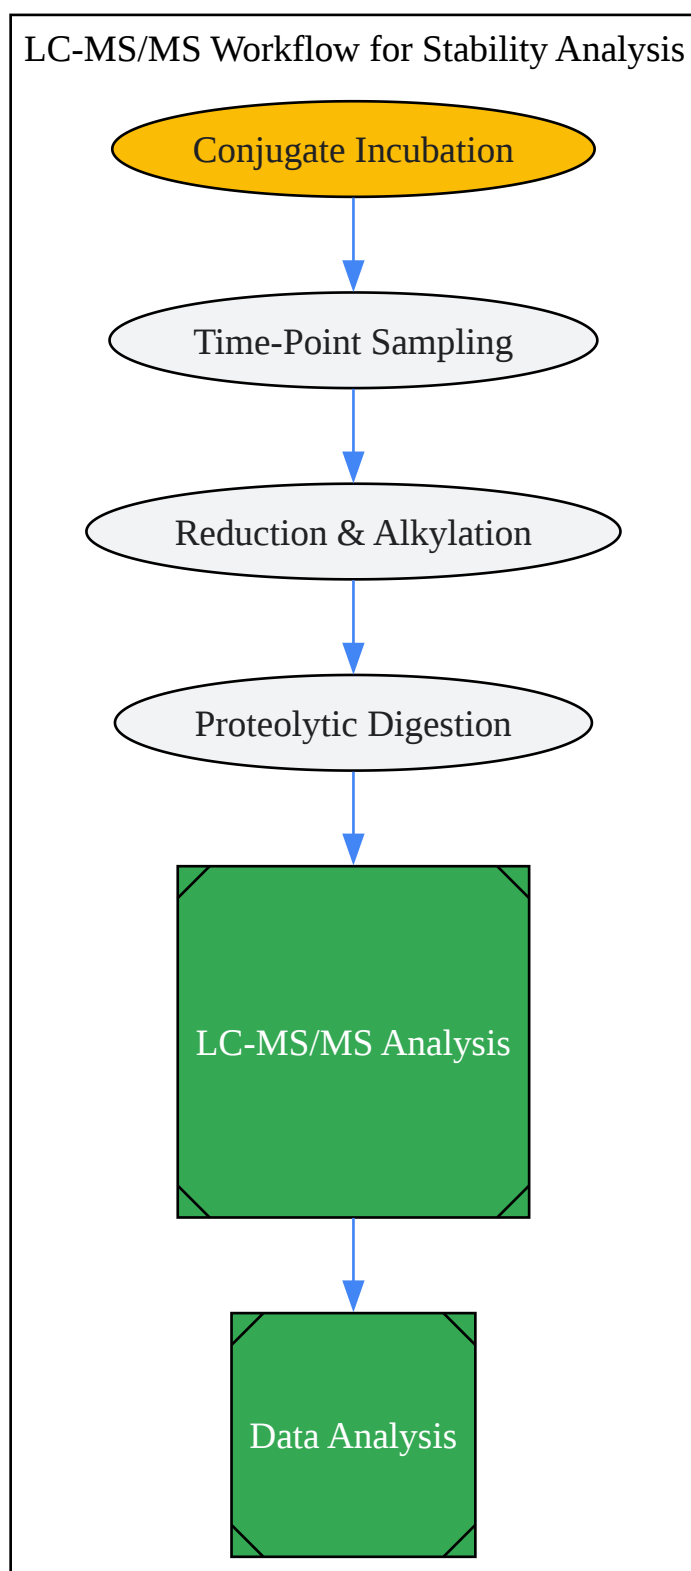 LC-MS/MS Workflow for Stability Analysis
Conjugate Incubation
Time-Point Sampling
Reduction & Alkylation
Proteolytic Digestion
LC-MS/MS Analysis
Data Analysis